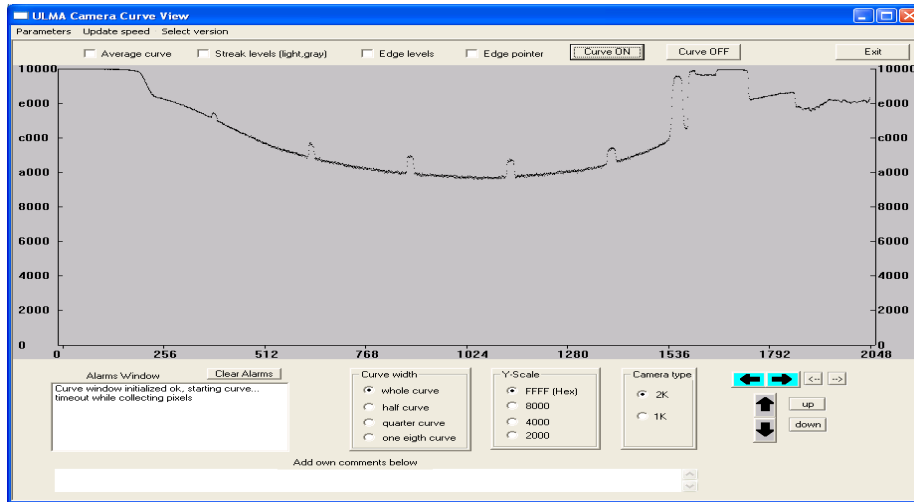 ULMA Camera Curve View
Parameters Update speed Select version
Average curve Streak levels (light,gray) Edge levels Edge pointer Curve ON Curve OFF Exit
10000 10000
e000 e000
c000 c000
a000 a000
8000 8000
6000 6000
4000 4000
2000 2000
0 0
0 256 512 768 1024 1280 1536 1792 2048
Alarms Window Clear Alarms
Curve window initialized ok, starting curve...
timeout while collecting pixels
Curve width
whole curve
half curve
quarter curve
one eigth curve
Y-Scale
FFFF (Hex)
8000
4000
2000
Camera type
2K
1K
<-- -->
up
down
Add own comments below